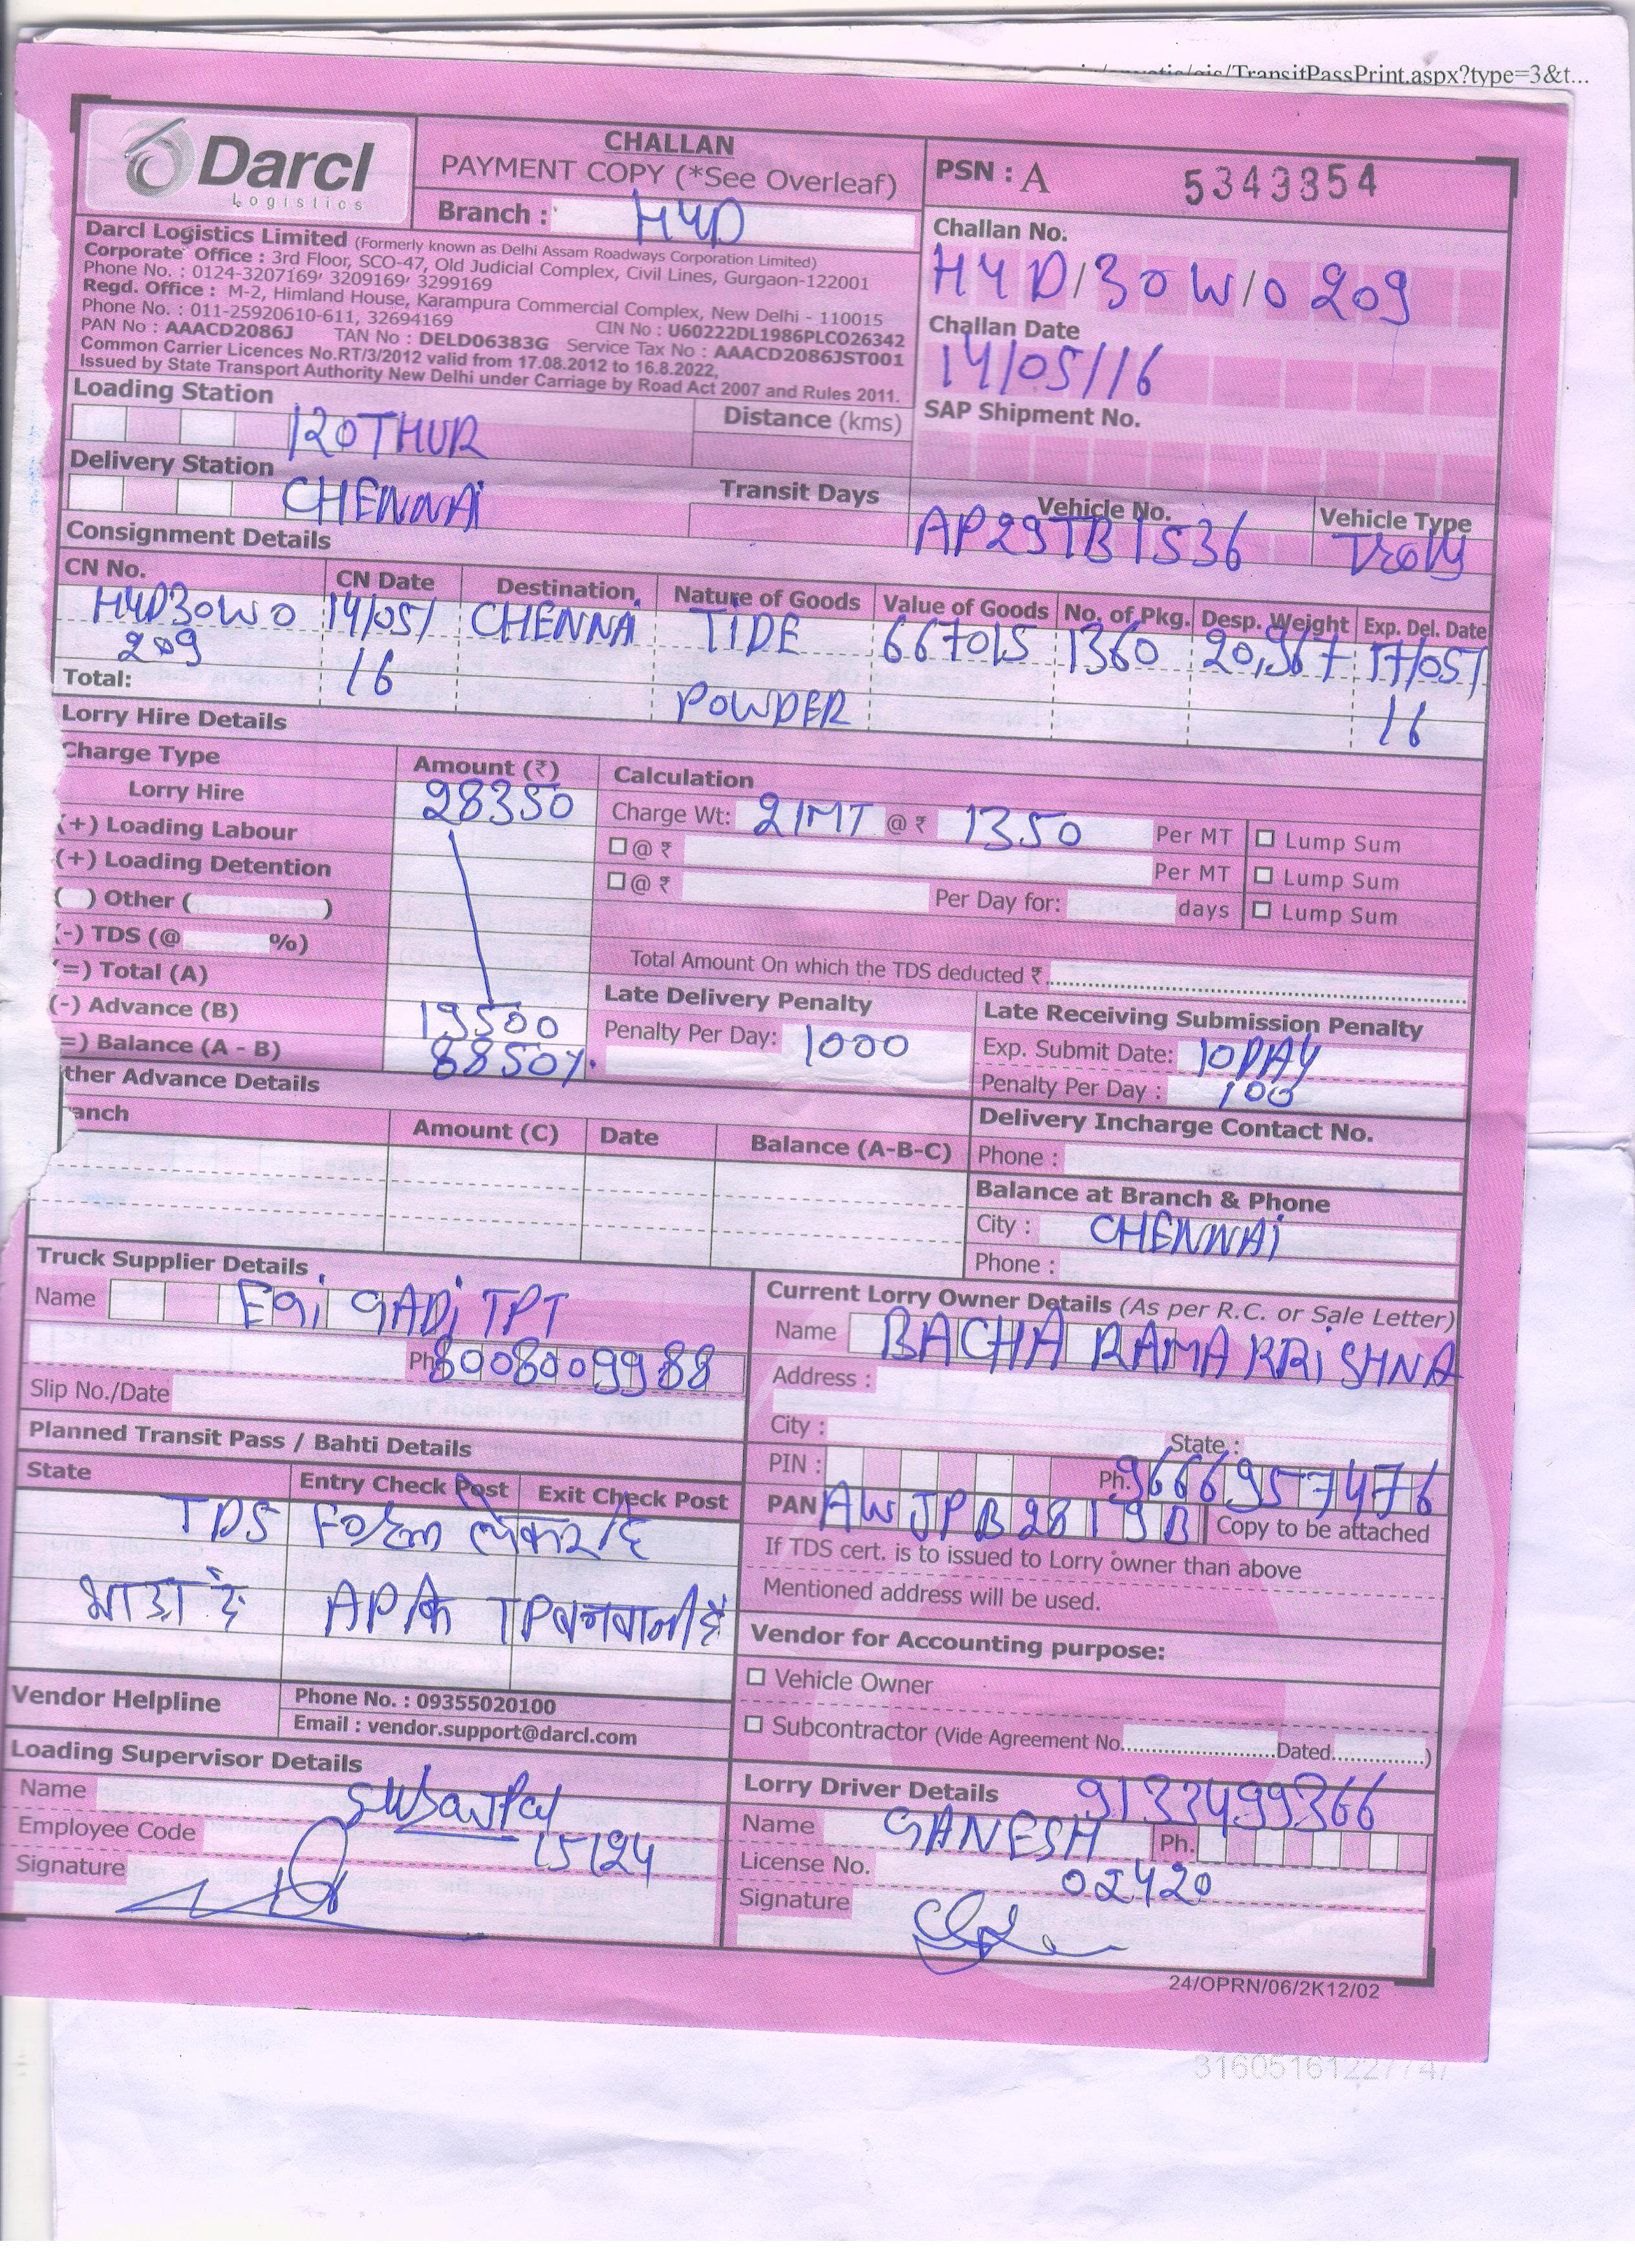 /TransitPassPrint.aspx?type=3&t...
Darcl
Logistics
CHALLAN
PAYMENT COPY (*See Overleaf)
Branch : H4D
PSN : A 5343354
Darcl Logistics Limited (Formerly known as Delhi Assam Roadways Corporation Limited)
Corporate Office : 3rd Floor, SCO-47, Old Judicial Complex, Civil Lines, Gurgaon-122001
Phone No. : 0124-3207169, 3209169, 3299169
Regd. Office : M-2, Himland House, Karampura Commercial Complex, New Delhi - 110015
Phone No. : 011-25920610-611, 32694169
PAN No : AAACD2086J TAN No : DELD06383G CIN No : U60222DL1986PLCO26342
Service Tax No : AAACD2086JST001
Common Carrier Licences No.RT/3/2012 valid from 17.08.2012 to 16.8.2022,
Issued by State Transport Authority New Delhi under Carriage by Road Act 2007 and Rules 2011.
Challan No.
H4D/30W/0209
Challan Date
14/05/16
SAP Shipment No.
Loading Station Distance (kms)
KOTHUR
Delivery Station Transit Days
CHENNAi
Vehicle No. Vehicle Type
AP29TB1536 Troly
Consignment Details
CN No. CN Date Destination Nature of Goods Value of Goods No. of Pkg. Desp. Weight Exp. Del. Date
H4D30W0 14/05/ CHENNAi TIDE 667015 1360 20,967 17/05/
209 16 POWDER 16
Total:
Lorry Hire Details
Charge Type Amount (₹) Calculation
Lorry Hire 28350 Charge Wt: 21MT @ ₹ 1350 Per MT Lump Sum
(+) Loading Labour @ ₹ Per MT Lump Sum
(+) Loading Detention @ ₹ Per Day for: days Lump Sum
( ) Other ( )
(-) TDS (@ %) Total Amount On which the TDS deducted ₹
(=) Total (A) Late Delivery Penalty Late Receiving Submission Penalty
(-) Advance (B) 19500 Penalty Per Day: 1000 Exp. Submit Date: 10DAY
=) Balance (A - B) 8850/. Penalty Per Day : 100
ther Advance Details Delivery Incharge Contact No.
anch Amount (C) Date Balance (A-B-C) Phone :
Balance at Branch & Phone
City : CHENNAi
Phone :
Truck Supplier Details
Name Eqi GADi TPT
Ph 8008009988
Slip No./Date
Current Lorry Owner Details (As per R.C. or Sale Letter)
Name BACHA RAMA KRiSHNA
Address :
City : State :
PIN : Ph. 9666957476
PAN AWJPB2819B Copy to be attached
If TDS cert. is to issued to Lorry owner than above
Mentioned address will be used.
Planned Transit Pass / Bahti Details
State Entry Check Post Exit Check Post
TDS Form लेकर
AP TP बनवानी है
Vendor for Accounting purpose:
Vehicle Owner
Subcontractor (Vide Agreement No. Dated )
Vendor Helpline Phone No. : 09355020100
Email : vendor.support@darcl.com
Loading Supervisor Details
Name
Employee Code 15124
Signature
Lorry Driver Details 9133499366
Name GANESH Ph.
License No. 02420
Signature
24/OPRN/06/2K12/02